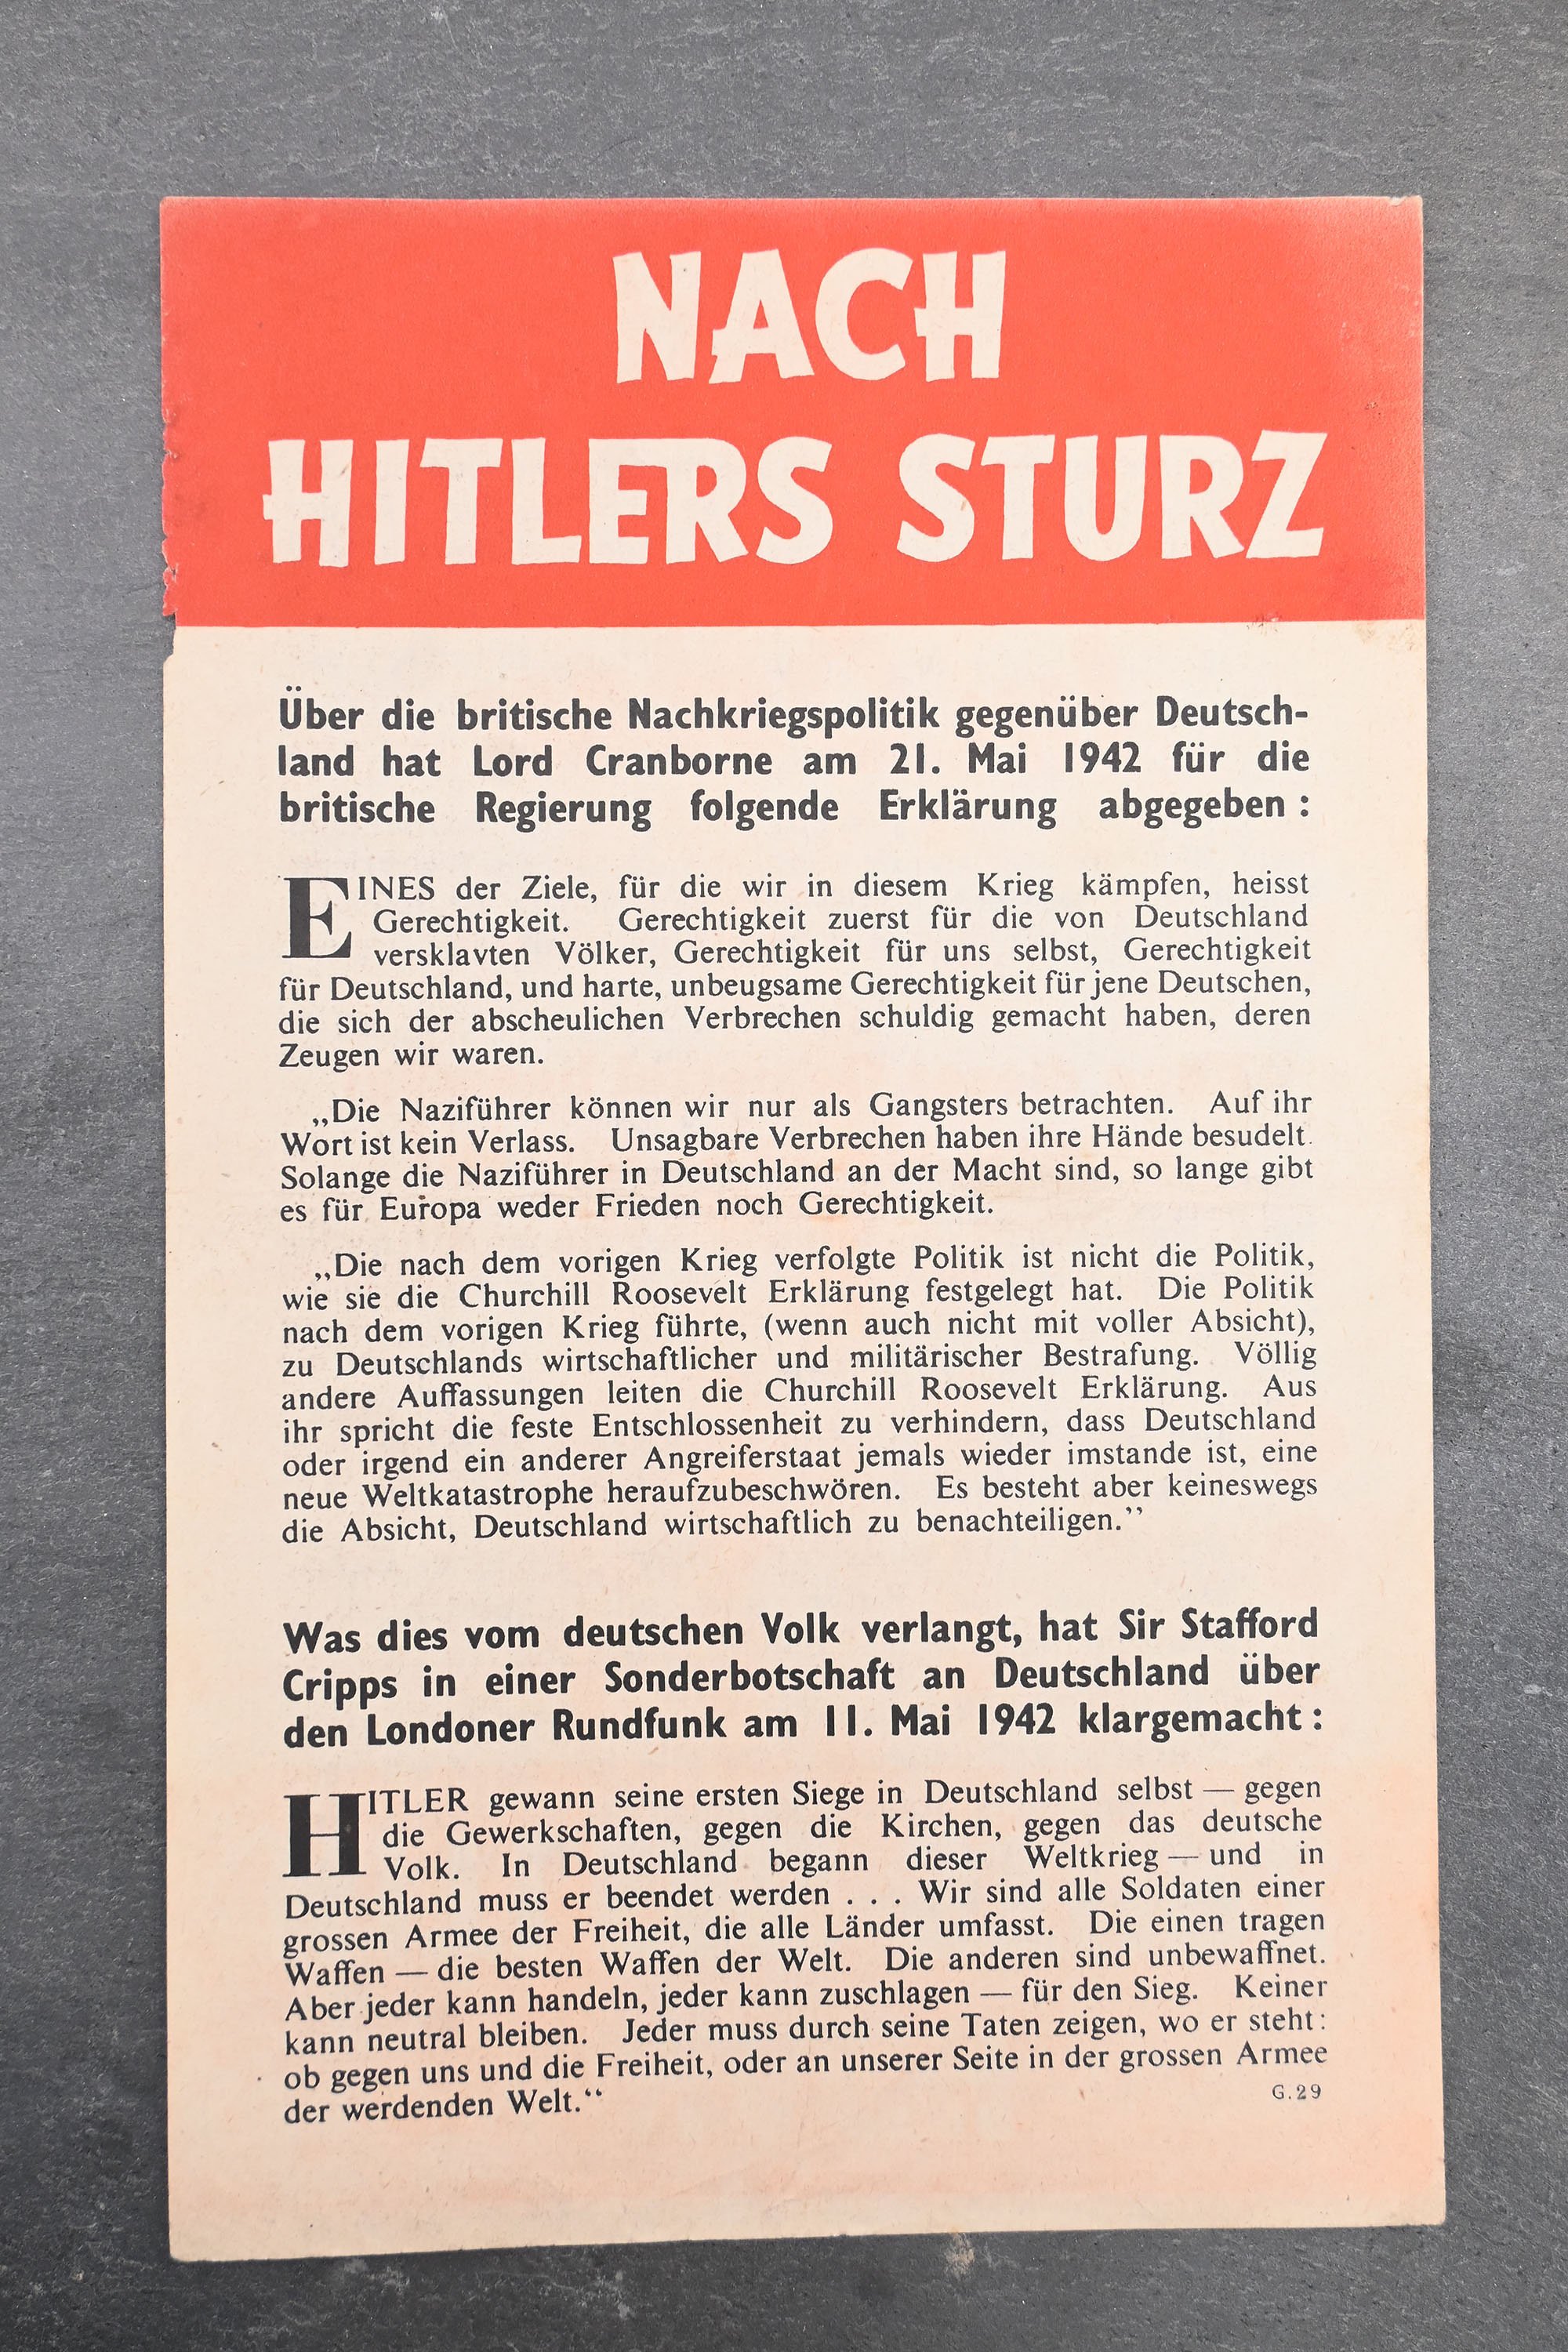 NACH
HITLERS STURZ
Über die britische Nachkriegspolitik gegenüber Deutsch-
land hat Lord Cranborne am 21. Mai 1942 für die
britische Regierung folgende Erklärung abgegeben :
EINES der Ziele, für die wir in diesem Krieg kämpfen, heisst
Gerechtigkeit. Gerechtigkeit zuerst für die von Deutschland
versklavten Völker, Gerechtigkeit für uns selbst, Gerechtigkeit
für Deutschland, und harte, unbeugsame Gerechtigkeit für jene Deutschen,
die sich der abscheulichen Verbrechen schuldig gemacht haben, deren
Zeugen wir waren.
„Die Naziführer können wir nur als Gangsters betrachten. Auf ihr
Wort ist kein Verlass. Unsagbare Verbrechen haben ihre Hände besudelt.
Solange die Naziführer in Deutschland an der Macht sind, so lange gibt
es für Europa weder Frieden noch Gerechtigkeit.
„Die nach dem vorigen Krieg verfolgte Politik ist nicht die Politik,
wie sie die Churchill Roosevelt Erklärung festgelegt hat. Die Politik
nach dem vorigen Krieg führte, (wenn auch nicht mit voller Absicht),
zu Deutschlands wirtschaftlicher und militärischer Bestrafung. Völlig
andere Auffassungen leiten die Churchill Roosevelt Erklärung. Aus
ihr spricht die feste Entschlossenheit zu verhindern, dass Deutschland
oder irgend ein anderer Angreiferstaat jemals wieder imstande ist, eine
neue Weltkatastrophe heraufzubeschwören. Es besteht aber keineswegs
die Absicht, Deutschland wirtschaftlich zu benachteiligen.”
Was dies vom deutschen Volk verlangt, hat Sir Stafford
Cripps in einer Sonderbotschaft an Deutschland über
den Londoner Rundfunk am 11. Mai 1942 klargemacht :
HITLER gewann seine ersten Siege in Deutschland selbst — gegen
die Gewerkschaften, gegen die Kirchen, gegen das deutsche
Volk. In Deutschland begann dieser Weltkrieg — und in
Deutschland muss er beendet werden . . . Wir sind alle Soldaten einer
grossen Armee der Freiheit, die alle Länder umfasst. Die einen tragen
Waffen — die besten Waffen der Welt. Die anderen sind unbewaffnet.
Aber jeder kann handeln, jeder kann zuschlagen — für den Sieg. Keiner
kann neutral bleiben. Jeder muss durch seine Taten zeigen, wo er steht:
ob gegen uns und die Freiheit, oder an unserer Seite in der grossen Armee
der werdenden Welt.“
G.29